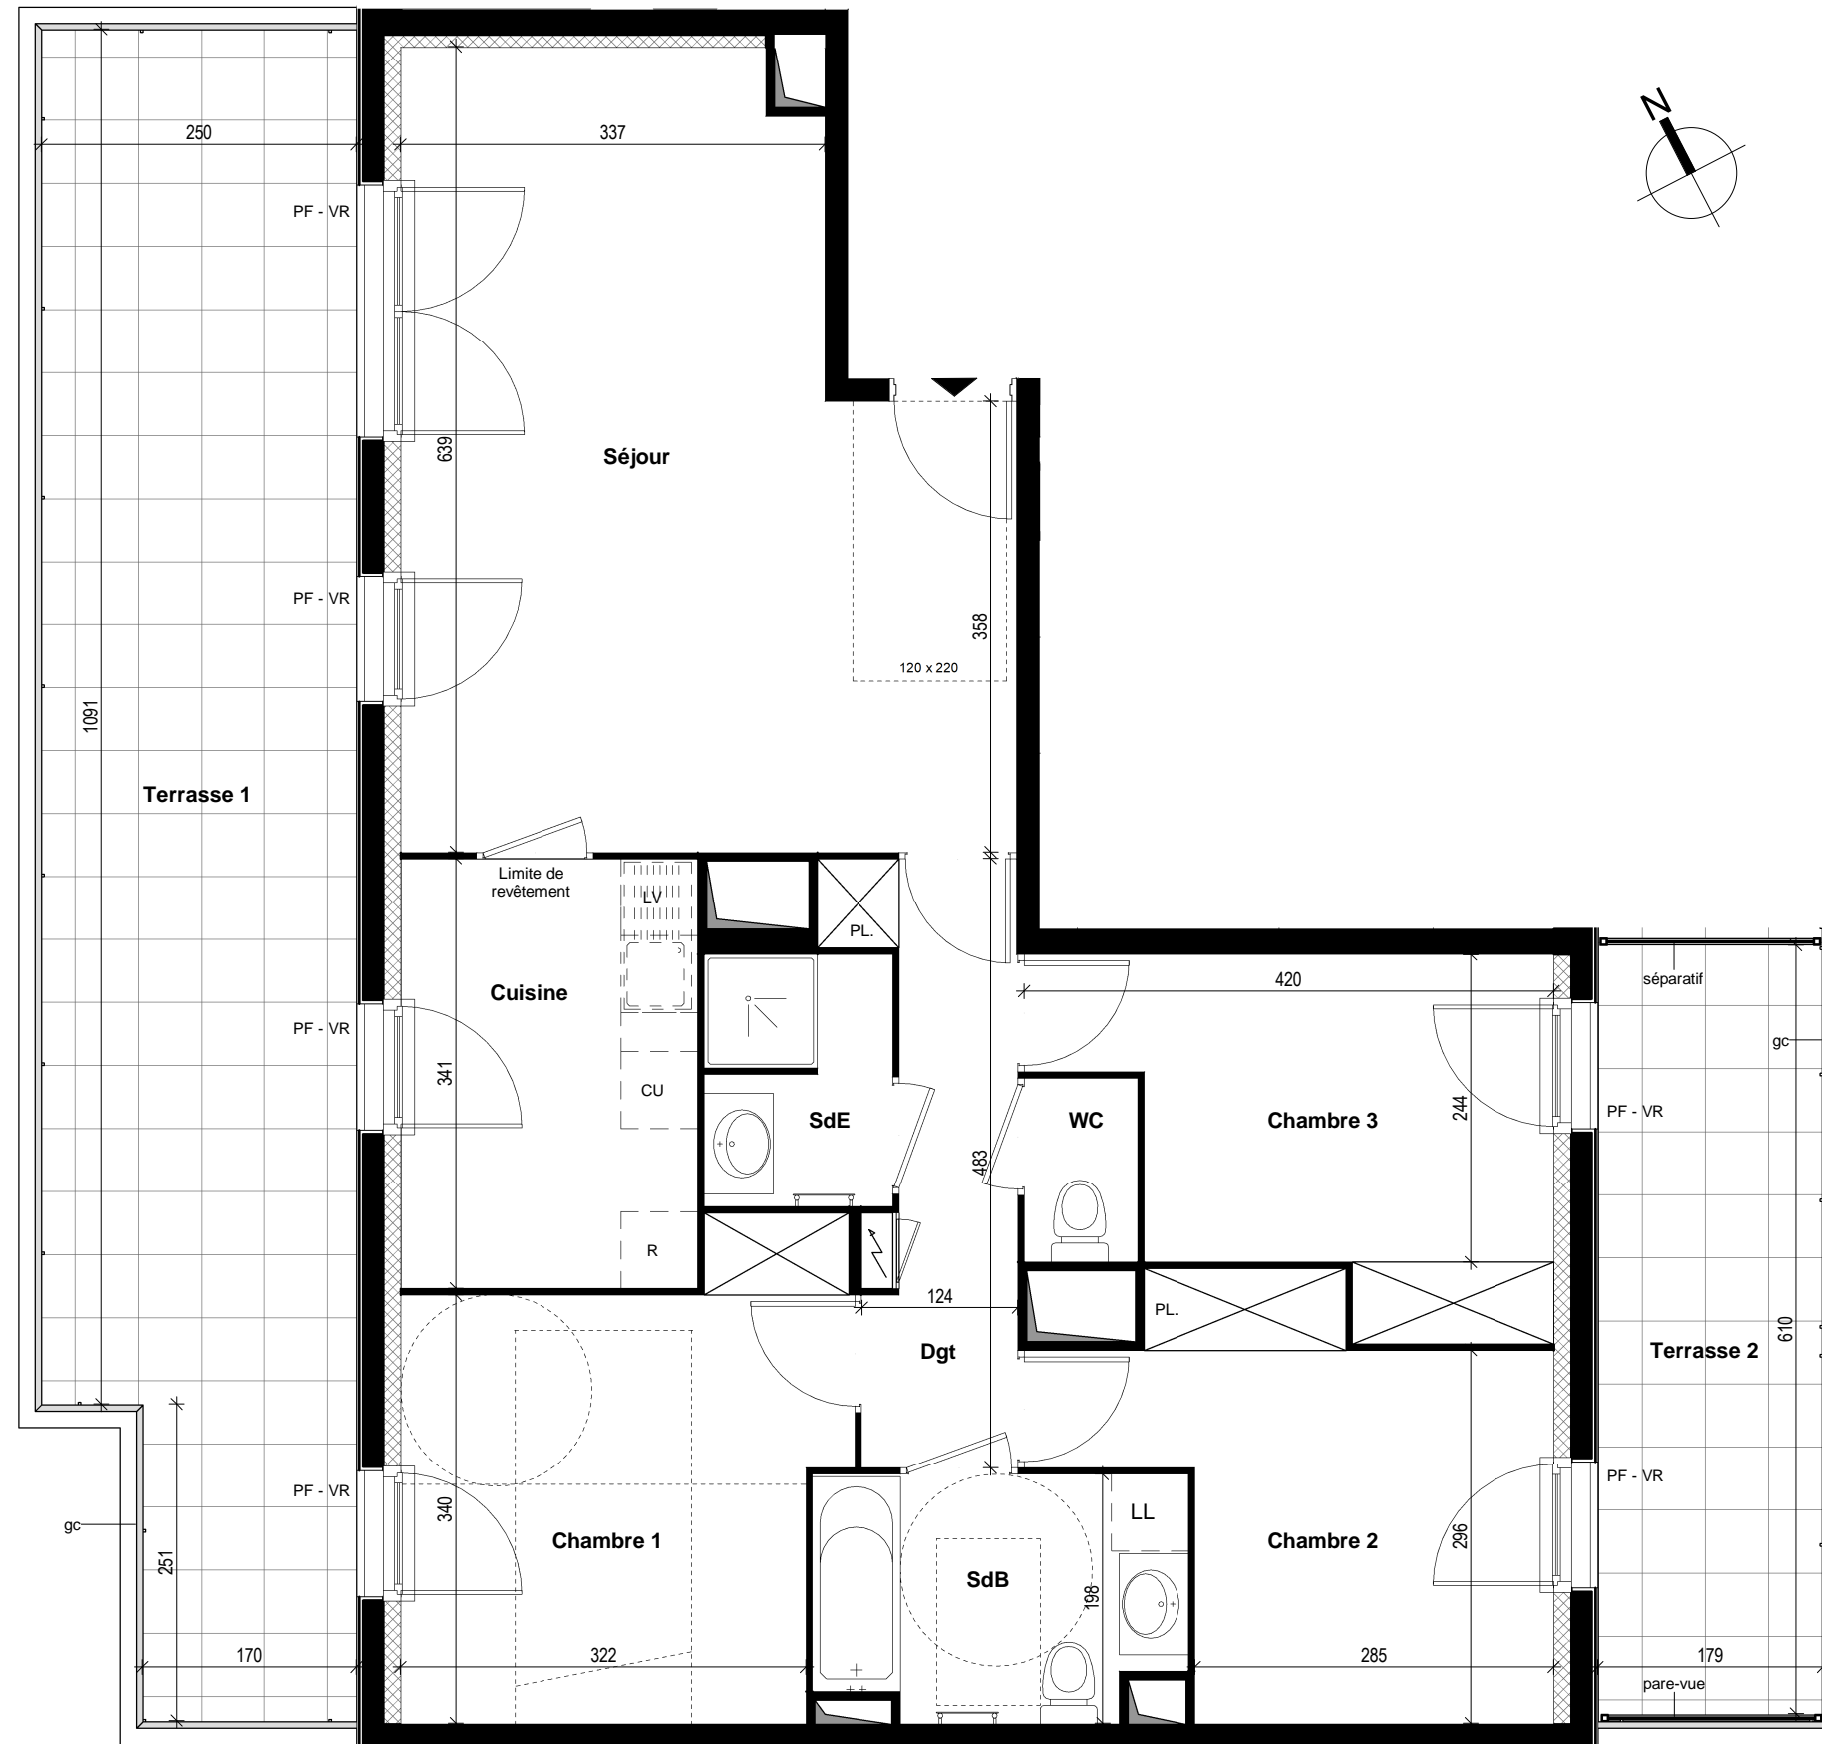 N
250
337
PF - VR
639
Séjour
PF - VR
358
120 x 220
1091
Terrasse 1
Limite de
revêtement
LV
PL.
Cuisine
420
séparatif
PF - VR
gc
341
CU
SdE
WC
Chambre 3
244
PF - VR
483
R
124
PL.
Dgt
610
Terrasse 2
PF - VR
340
gc
251
Chambre 1
LL
SdB
198
Chambre 2
296
PF - VR
170
322
285
179
pare-vue